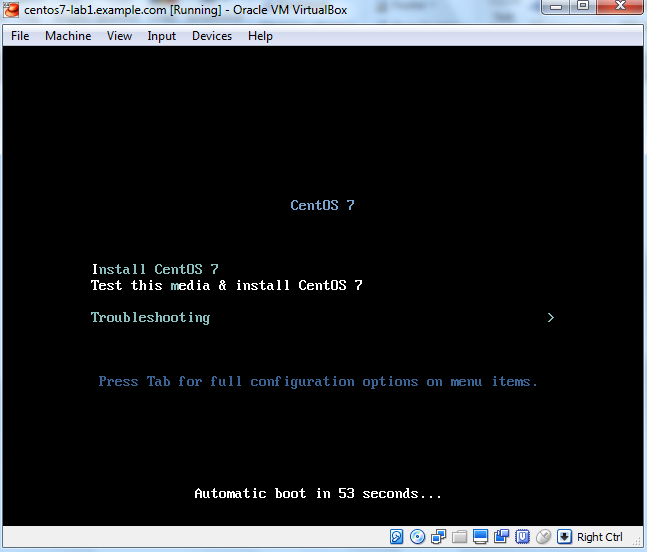 centos7-lab1.example.com [Running] - Oracle VM VirtualBox
File Machine View Input Devices Help
CentOS 7
Install CentOS 7
Test this media & install CentOS 7
Troubleshooting >
Press Tab for full configuration options on menu items.
Automatic boot in 53 seconds...
Right Ctrl